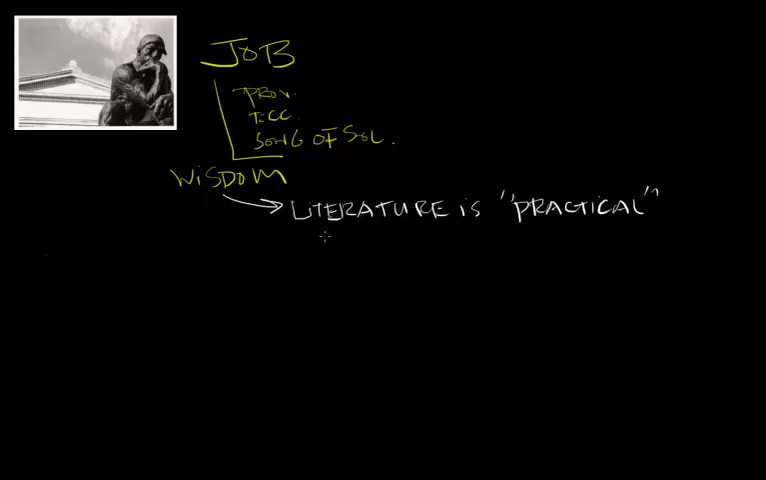 JOB
PROV.
ECC.
SONG OF SOL.
WISDOM
LITERATURE is "PRACTICAL"